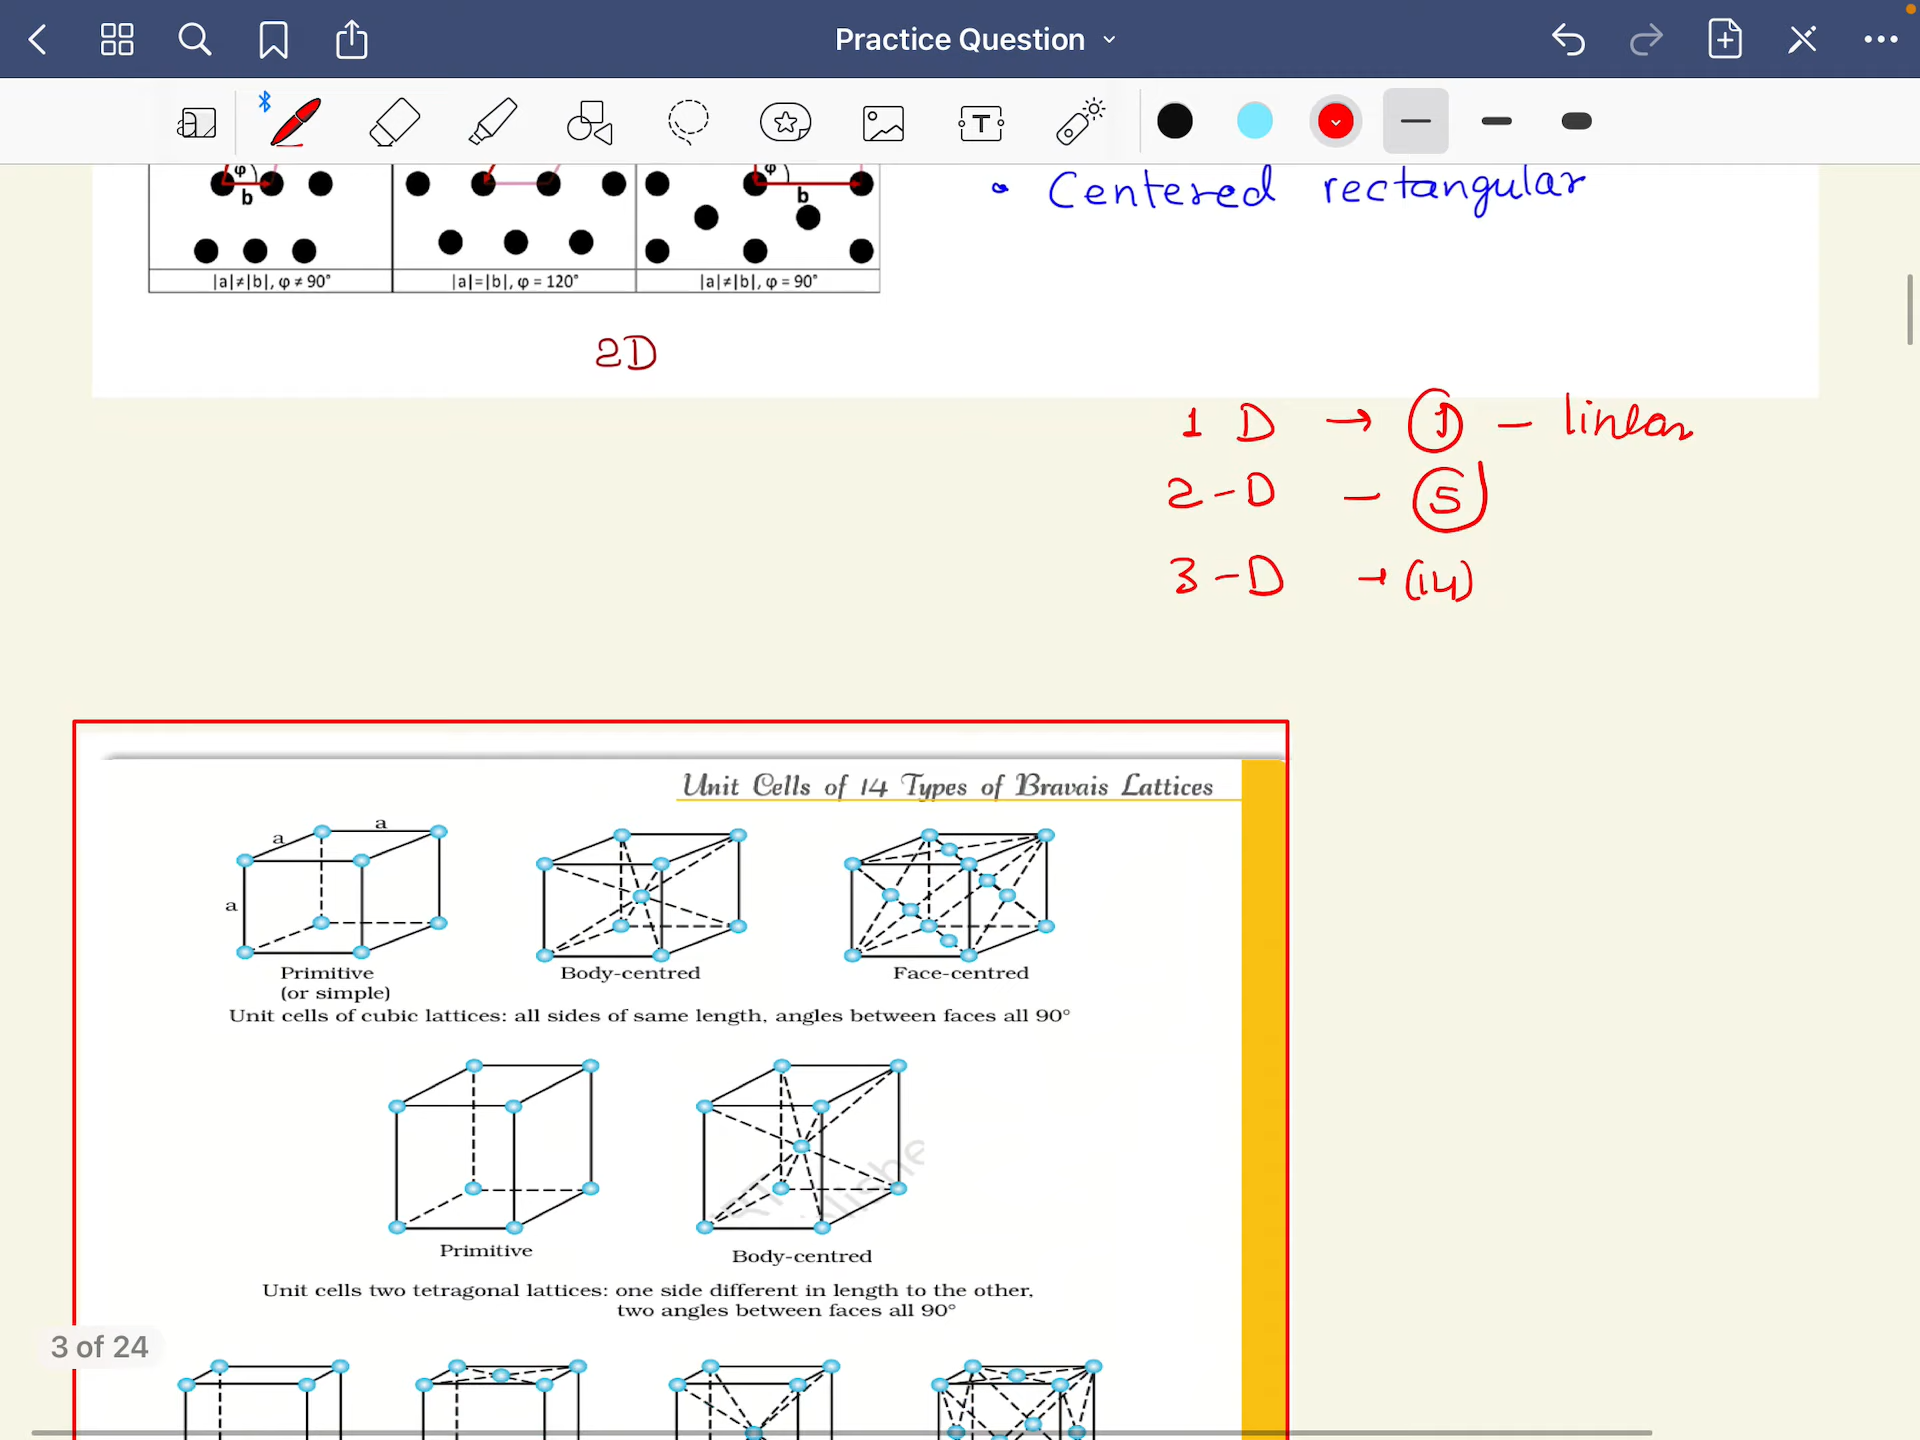 Practice Question
T
φ
φ
b
b
• Centered rectangular
|a|≠|b|, φ ≠ 90°
|a|=|b|, φ = 120°
|a|≠|b|, φ = 90°
2D
1 D → 1 – linear
2 – D – 5
3 – D → (14)
Unit Cells of 14 Types of Bravais Lattices
a
a
a
Primitive
(or simple)
Body-centred
Face-centred
Unit cells of cubic lattices: all sides of same length, angles between faces all 90°
Primitive
Body-centred
Unit cells two tetragonal lattices: one side different in length to the other,
two angles between faces all 90°
3 of 24